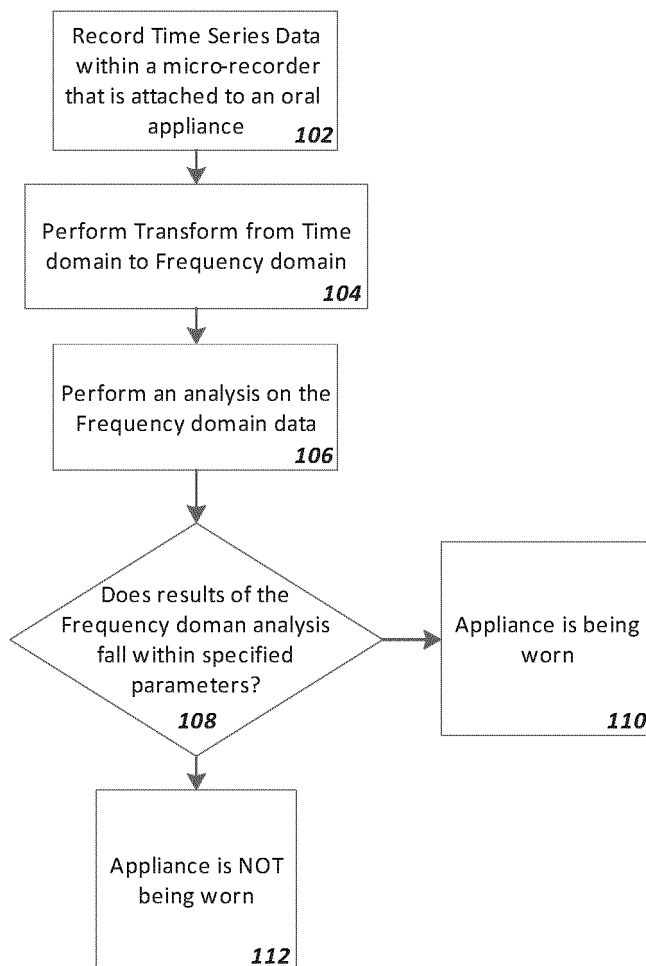 Record Time Series Data
within a micro-recorder
that is attached to an oral
appliance
102
Perform Transform from Time
domain to Frequency domain
104
Perform an analysis on the
Frequency domain data
106
Does results of the
Frequency doman analysis
fall within specified
parameters?
108
Appliance is being
worn
110
Appliance is NOT
being worn
112